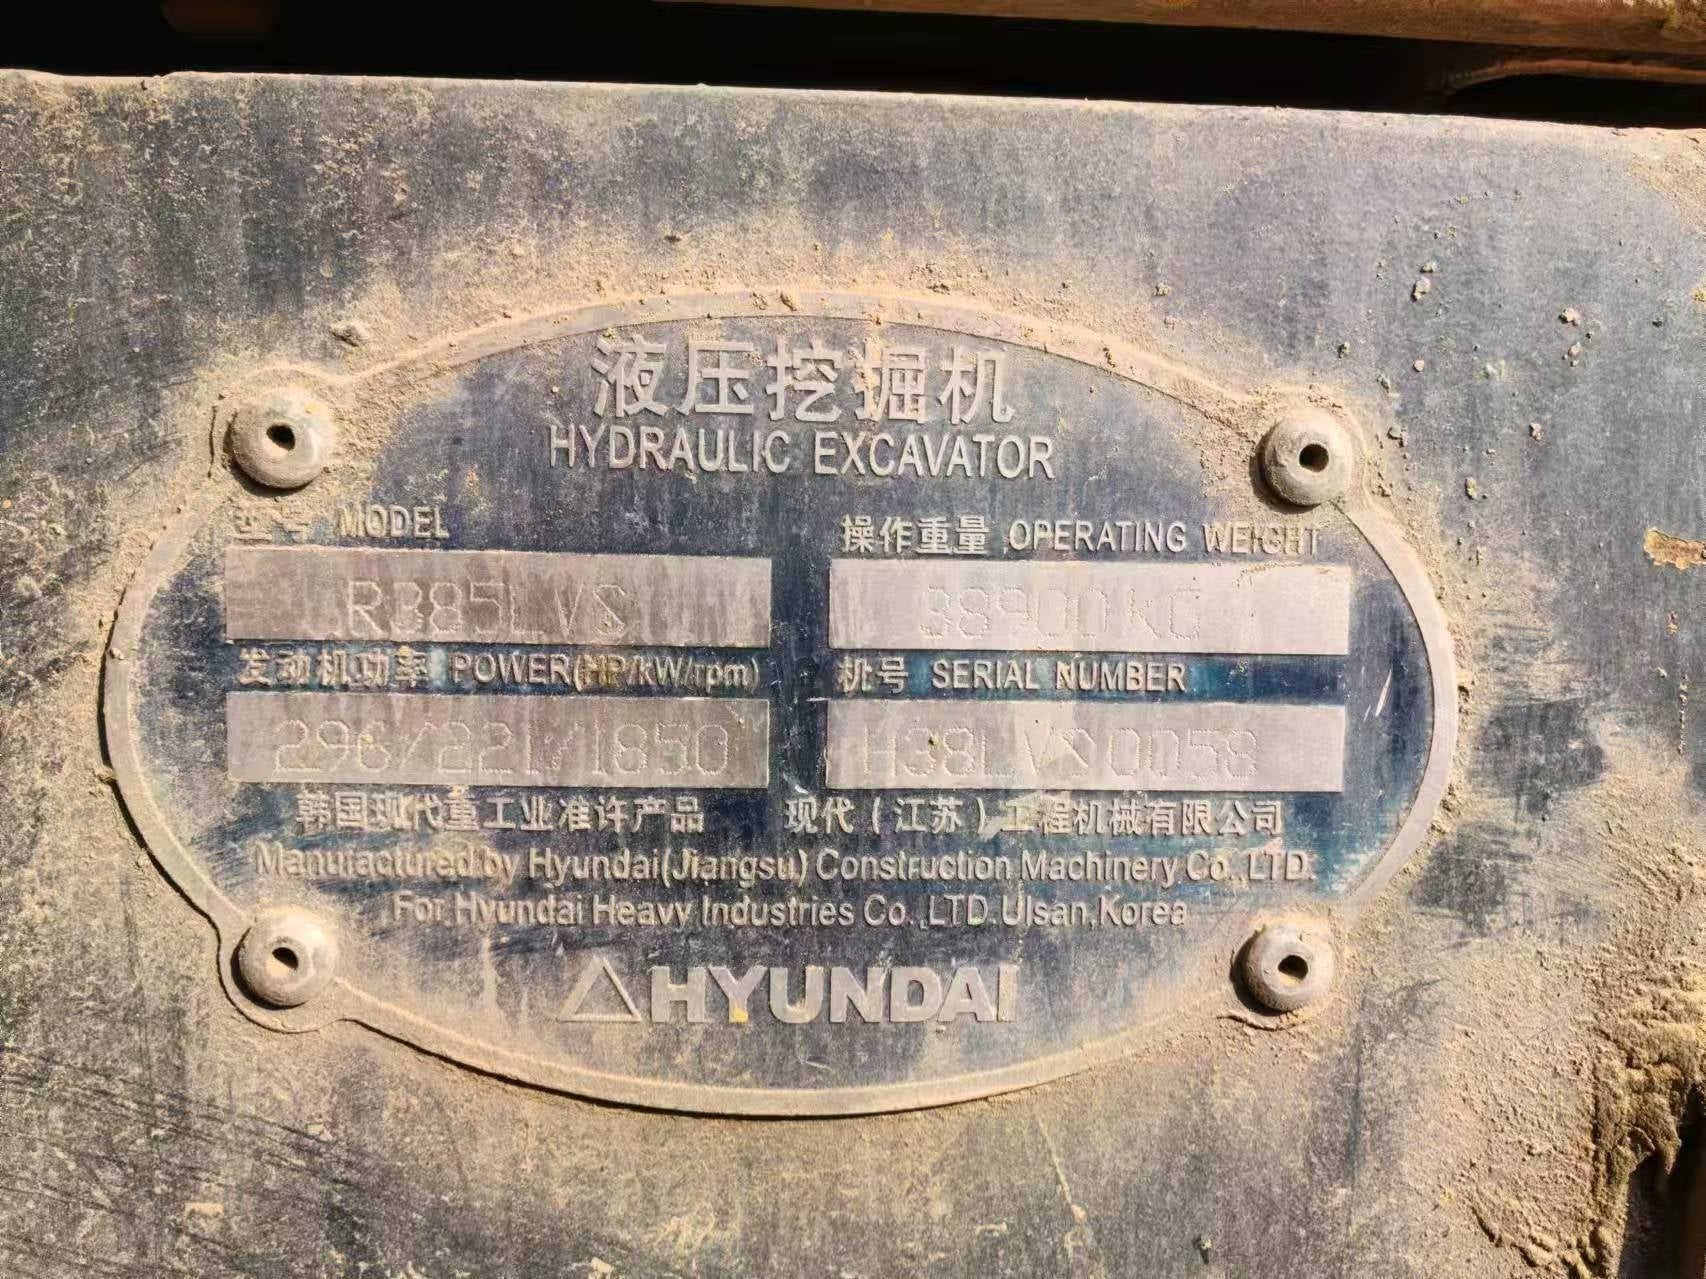 液压挖掘机
HYDRAULIC EXCAVATOR
型号 MODEL
操作重量 OPERATING WEIGHT
R385LVS
38900KG
发动机功率 POWER(HP/kW/rpm)
机号 SERIAL NUMBER
296/221/1850
H38LVS0058
韩国现代重工业准许产品 现代(江苏)工程机械有限公司
Manufactured by Hyundai(Jiangsu) Construction Machinery Co.,LTD.
For Hyundai Heavy Industries Co.,LTD.Ulsan,Korea
HYUNDAI